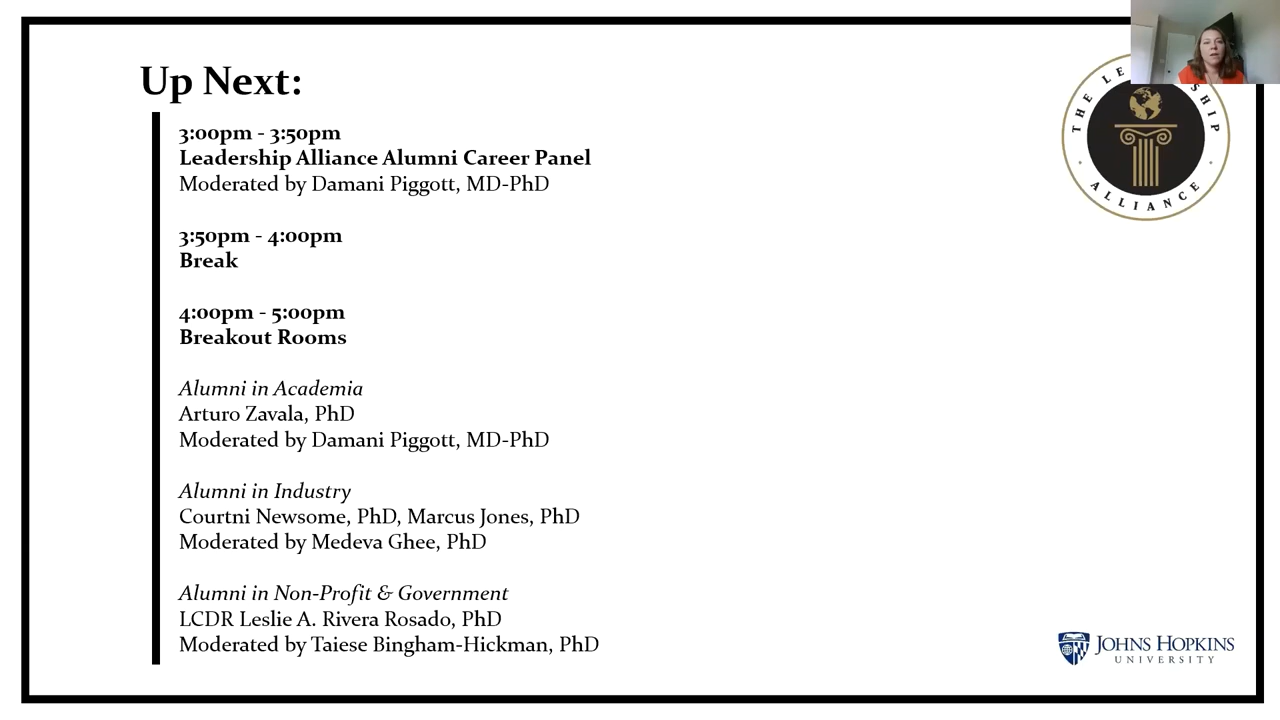 Up Next:
3:00pm - 3:50pm
Leadership Alliance Alumni Career Panel
Moderated by Damani Piggott, MD-PhD
3:50pm - 4:00pm
Break
4:00pm - 5:00pm
Breakout Rooms
Alumni in Academia
Arturo Zavala, PhD
Moderated by Damani Piggott, MD-PhD
Alumni in Industry
Courtni Newsome, PhD, Marcus Jones, PhD
Moderated by Medeva Ghee, PhD
Alumni in Non-Profit & Government
LCDR Leslie A. Rivera Rosado, PhD
Moderated by Taiese Bingham-Hickman, PhD
THE
ALLIANCE
JOHNS HOPKINS
UNIVERSITY